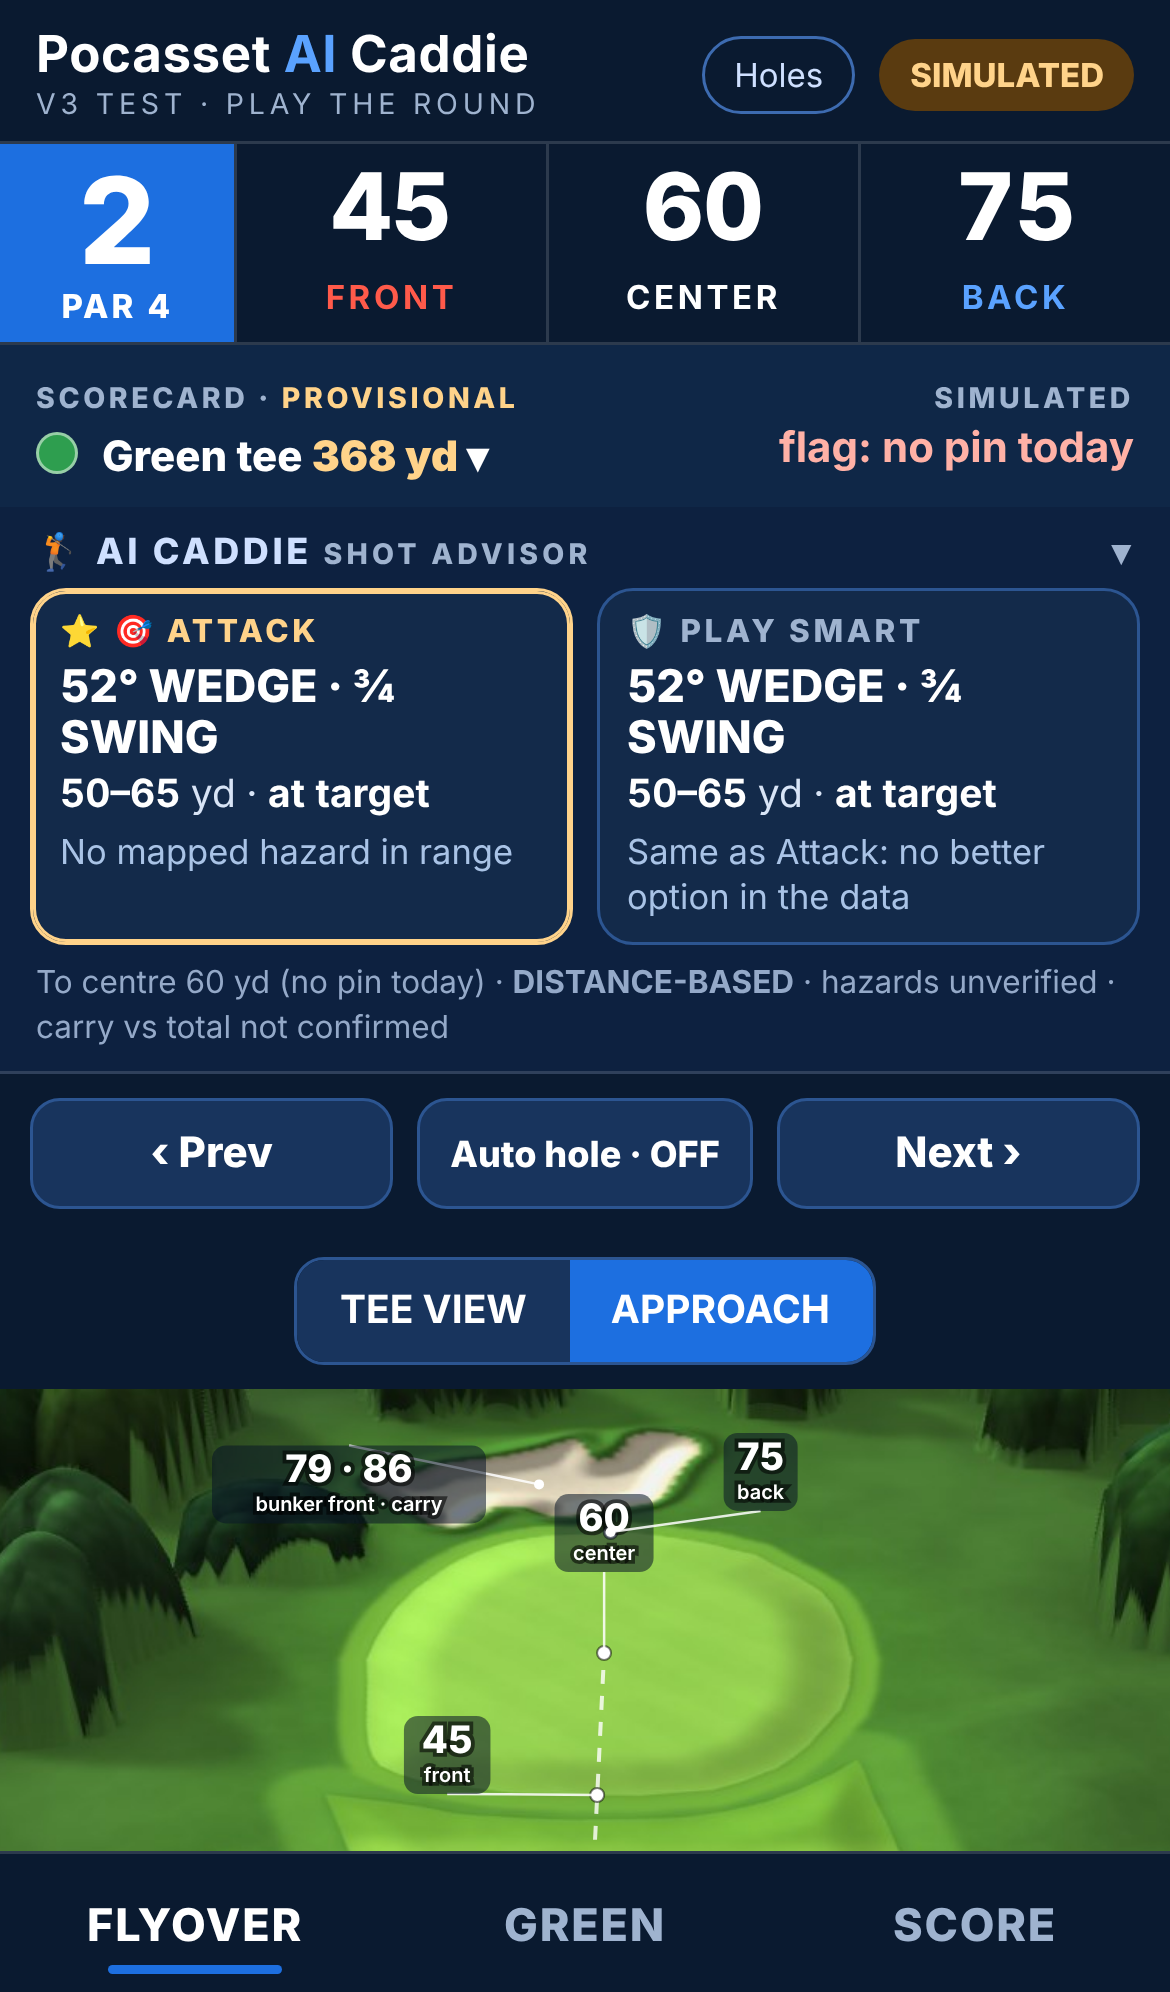 Pocasset AI Caddie
V3 TEST · PLAY THE ROUND
Holes
SIMULATED
2
PAR 4
45
FRONT
60
CENTER
75
BACK
SCORECARD · PROVISIONAL
Green tee 368 yd ▼
SIMULATED
flag: no pin today
AI CADDIE SHOT ADVISOR ▼
ATTACK
52° WEDGE · ¾
SWING
50–65 yd · at target
No mapped hazard in range
PLAY SMART
52° WEDGE · ¾
SWING
50–65 yd · at target
Same as Attack: no better
option in the data
To centre 60 yd (no pin today) · DISTANCE-BASED · hazards unverified ·
carry vs total not confirmed
‹ Prev
Auto hole · OFF
Next ›
TEE VIEW
APPROACH
79 · 86
bunker front · carry
75
back
60
center
45
front
FLYOVER
GREEN
SCORE